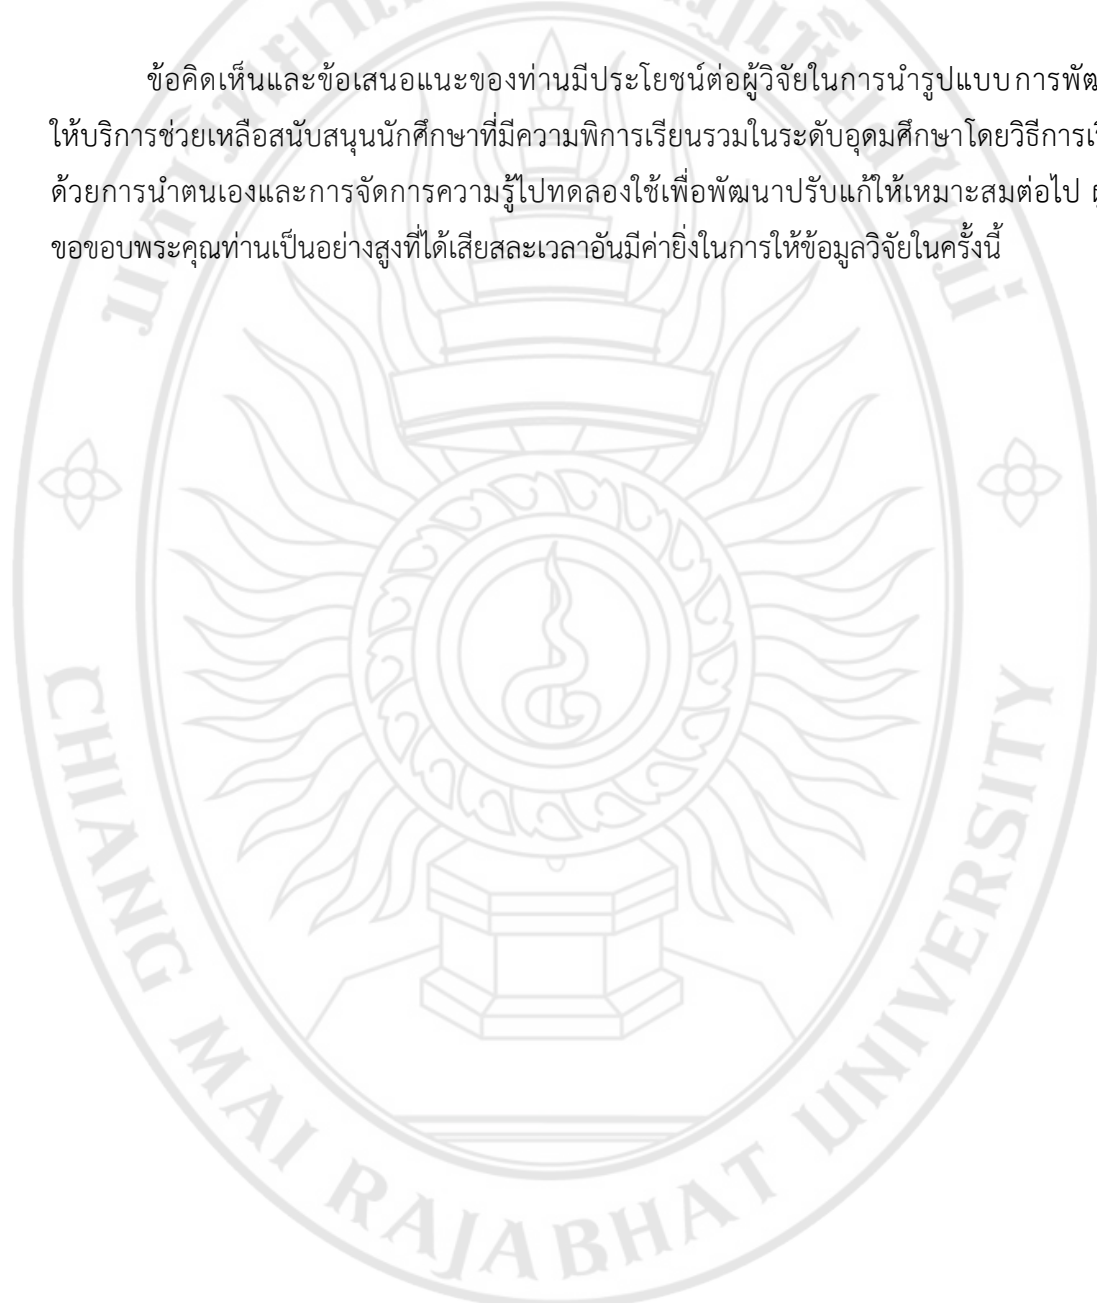 ข้อคิดเห็นและข้อเสนอแนะของท่านมีประโยชน์ต่อผู้วิจัยในการนำรูปแบบการพัฒ
ให้บริการช่วยเหลือสนับสนุนนักศึกษาที่มีความพิการเรียนรวมในระดับอุดมศึกษาโดยวิธีการเรี
ด้วยการนำตนเองและการจัดการความรู้ไปทดลองใช้เพื่อพัฒนาปรับแก้ให้เหมาะสมต่อไป
ขอขอบพระคุณท่านเป็นอย่างสูงที่ได้เสียสละเวลาอันมีค่ายิ่งในการให้ข้อมูลวิจัยในครั้งนี้
CHIANG MAI RAJABHAT UNIVERSITY